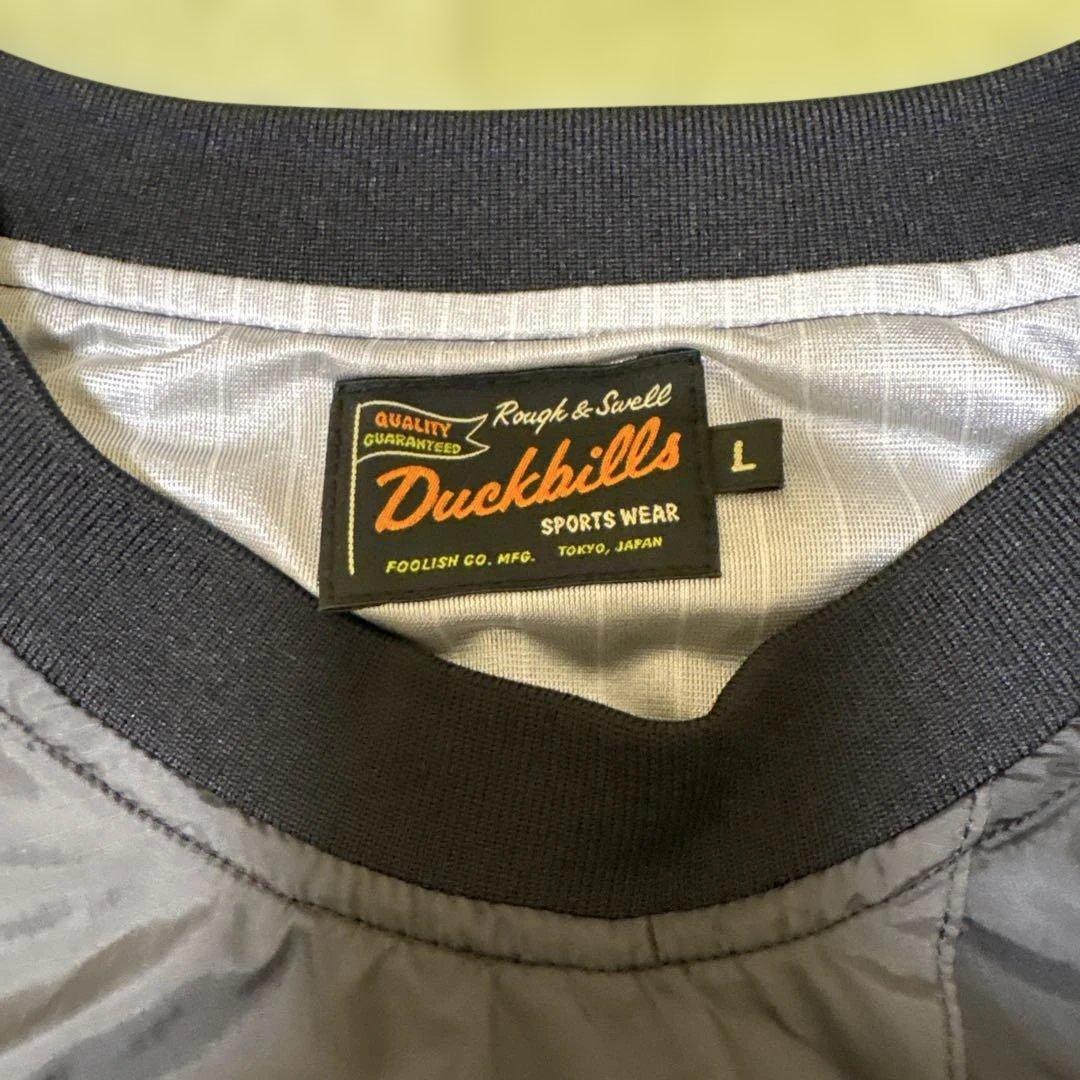 QUALITY
GUARANTEED
Rough & Swell
Duckbills
SPORTS WEAR
FOOLISH CO. MFG. TOKYO, JAPAN
L